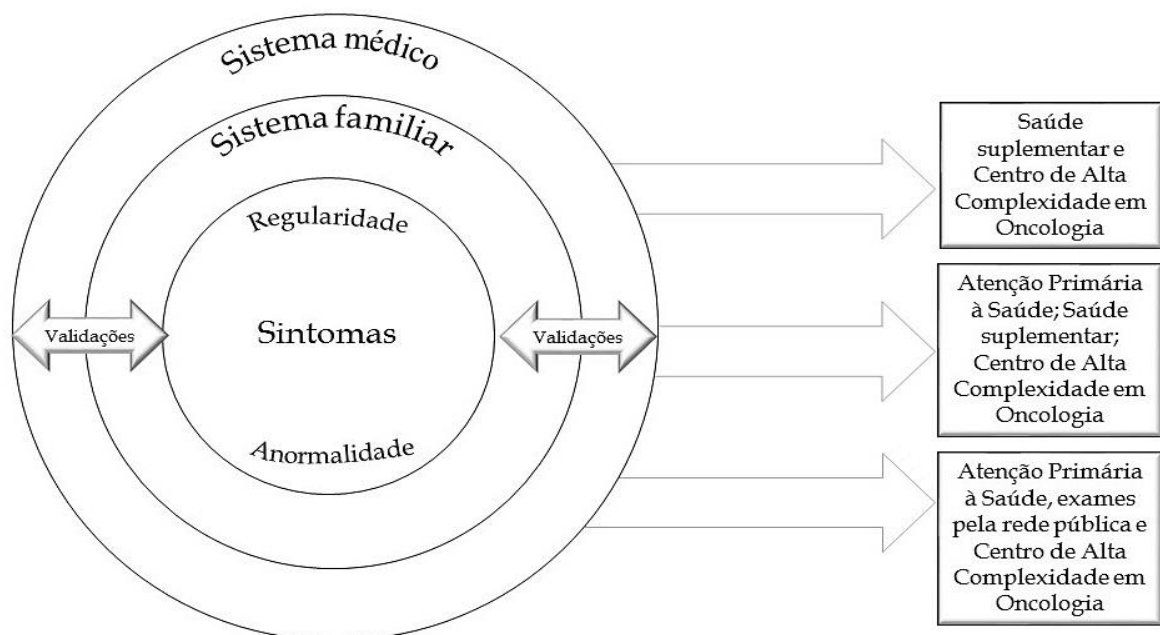 Sistema médico
Sistema familiar
Regularidade
Validações
Sintomas
Validações
Anormalidade
Saúde
suplementar e
Centro de Alta
Complexidade em
Oncologia
Atenção Primária
à Saúde; Saúde
suplementar;
Centro de Alta
Complexidade em
Oncologia
Atenção Primária
à Saúde, exames
pela rede pública e
Centro de Alta
Complexidade em
Oncologia